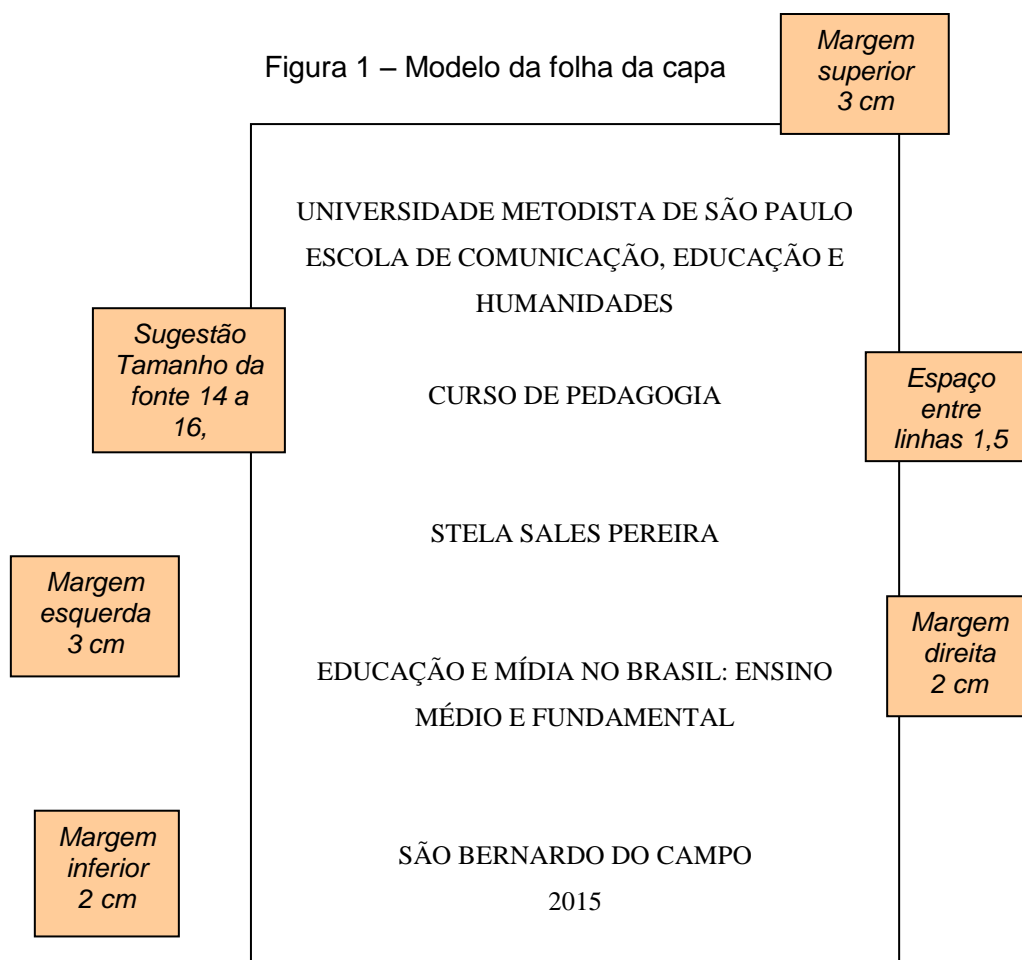 Figura 1 – Modelo da folha da capa
Margem
superior
3 cm
UNIVERSIDADE METODISTA DE SÃO PAULO
ESCOLA DE COMUNICAÇÃO, EDUCAÇÃO E
HUMANIDADES
Sugestão
Tamanho da
fonte 14 a
16,
CURSO DE PEDAGOGIA
Espaço
entre
linhas 1,5
STELA SALES PEREIRA
Margem
esquerda
3 cm
Margem
direita
2 cm
EDUCAÇÃO E MÍDIA NO BRASIL: ENSINO
MÉDIO E FUNDAMENTAL
Margem
inferior
2 cm
SÃO BERNARDO DO CAMPO
2015